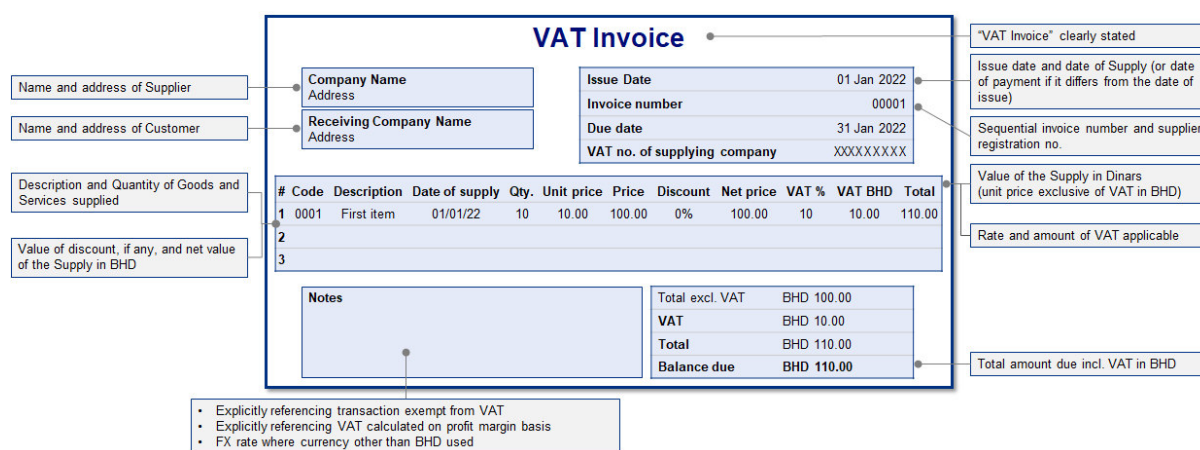 VAT Invoice
"VAT Invoice" clearly stated
Name and address of Supplier
Company Name
Address
Issue Date 01 Jan 2022
Invoice number 00001
Due date 31 Jan 2022
VAT no. of supplying company XXXXXXXXX
Issue date and date of Supply (or date
of payment if it differs from the date of
issue)
Name and address of Customer
Receiving Company Name
Address
Sequential invoice number and supplier
registration no.
Description and Quantity of Goods and
Services supplied
Value of discount, if any, and net value
of the Supply in BHD
# Code Description Date of supply Qty. Unit price Price Discount Net price VAT % VAT BHD Total
1 0001 First item 01/01/22 10 10.00 100.00 0% 100.00 10 10.00 110.00
2
3
Value of the Supply in Dinars
(unit price exclusive of VAT in BHD)
Rate and amount of VAT applicable
Notes
Total excl. VAT BHD 100.00
VAT BHD 10.00
Total BHD 110.00
Balance due BHD 110.00
Total amount due incl. VAT in BHD
• Explicitly referencing transaction exempt from VAT
• Explicitly referencing VAT calculated on profit margin basis
• FX rate where currency other than BHD used